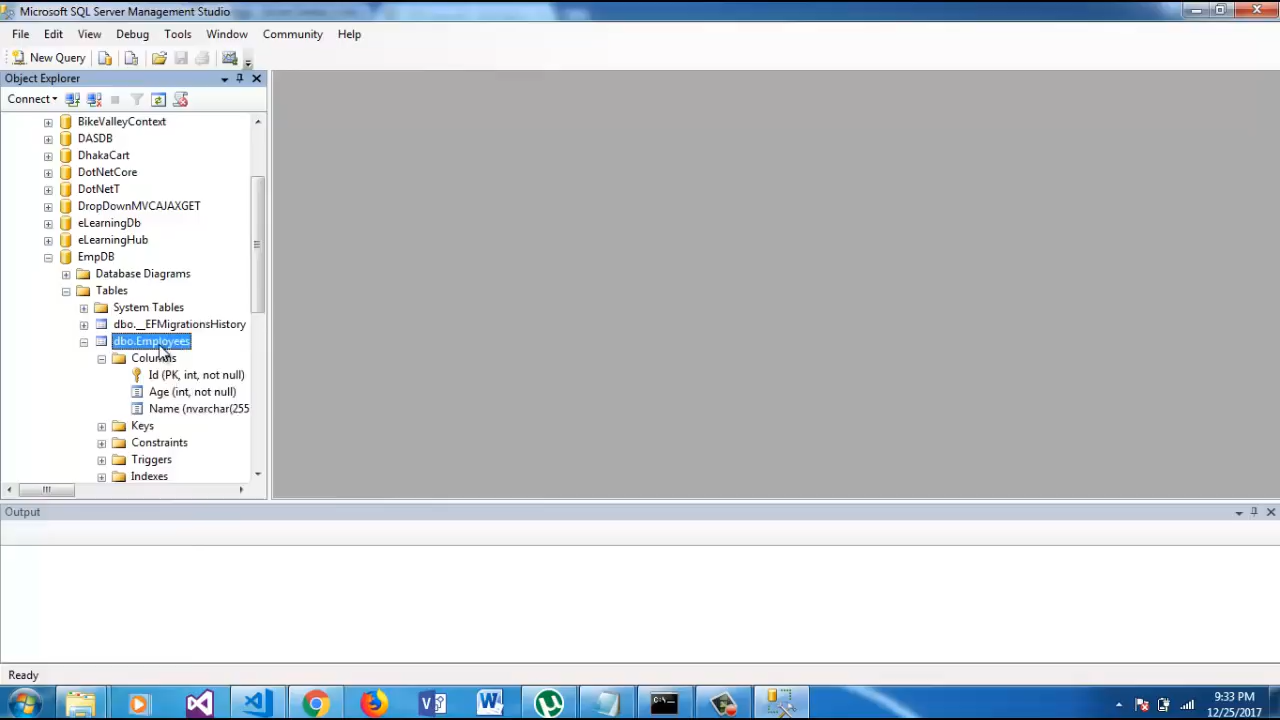 Microsoft SQL Server Management Studio
File Edit View Debug Tools Window Community Help
New Query
Object Explorer
Connect
BikeValleyContext
DASDB
DhakaCart
DotNetCore
DotNetT
DropDownMVCAJAXGET
eLearningDb
eLearningHub
EmpDB
Database Diagrams
Tables
System Tables
dbo.__EFMigrationsHistory
dbo.Employees
Columns
Id (PK, int, not null)
Age (int, not null)
Name (nvarchar(255
Keys
Constraints
Triggers
Indexes
Output
Ready
9:33 PM
12/25/2017